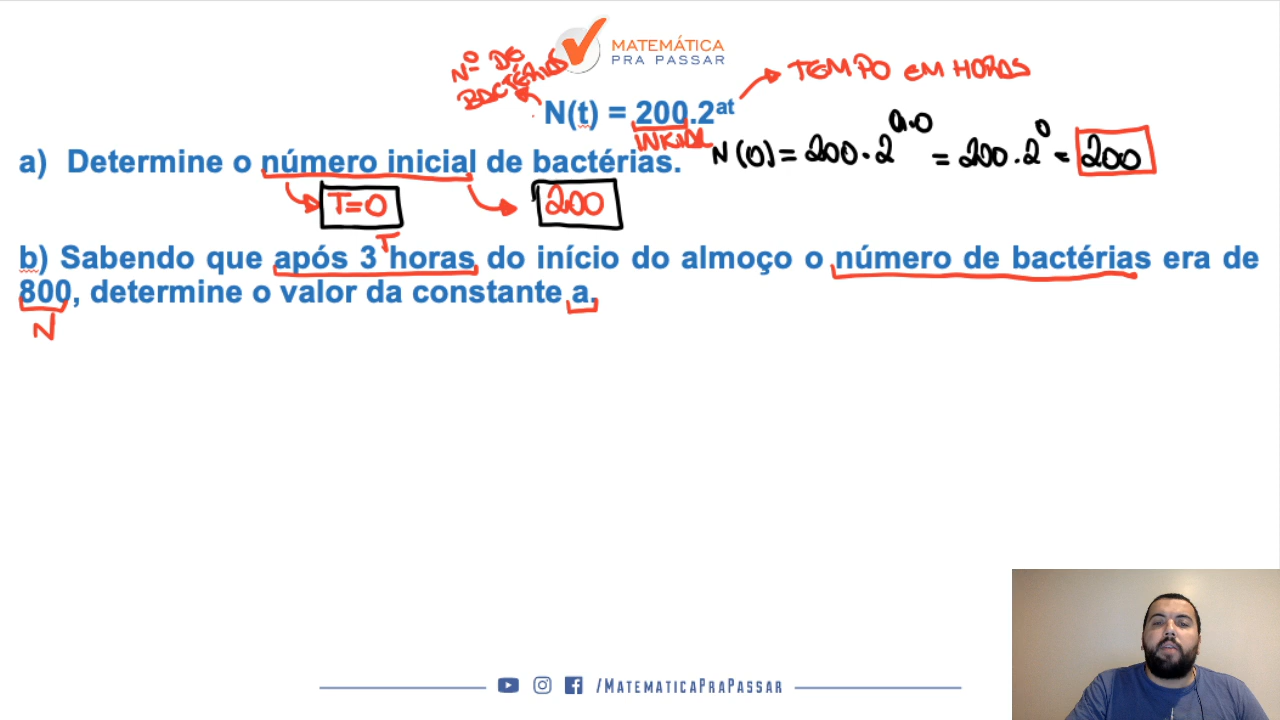 MATEMÁTICA
PRA PASSAR
Nº DE
BACTÉRIAS
TEMPO EM HORAS
N(t) = 200.2^at
INICIAL
N(0) = 200.2^a.0 = 200.2^0 = 200
a) Determine o número inicial de bactérias.
T=0
200
T
b) Sabendo que após 3 horas do início do almoço o número de bactérias era de
800, determine o valor da constante a.
N
/MATEMATICAPRAPASSAR